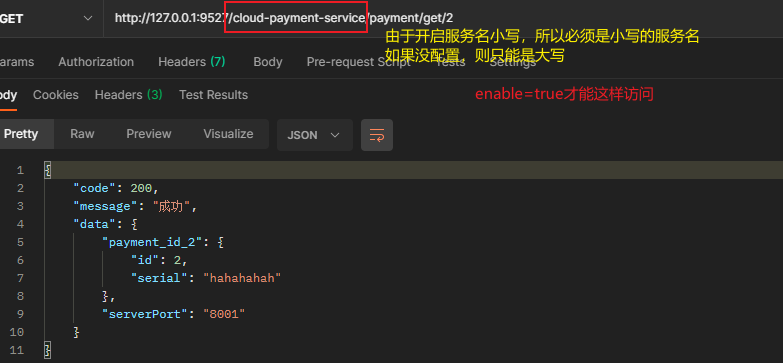 GET http://127.0.0.1:9527/cloud-payment-service/payment/get/2
由于开启服务名小写，所以必须是小写的服务名
如果没配置，则只能是大写
arams Authorization Headers (7) Body Pre-request Script Tests Settings
enable=true才能这样访问
ody Cookies Headers (3) Test Results
Pretty Raw Preview Visualize JSON
1 {
2 "code": 200,
3 "message": "成功",
4 "data": {
5 "payment_id_2": {
6 "id": 2,
7 "serial": "hahahahah"
8 },
9 "serverPort": "8001"
10 }
11 }